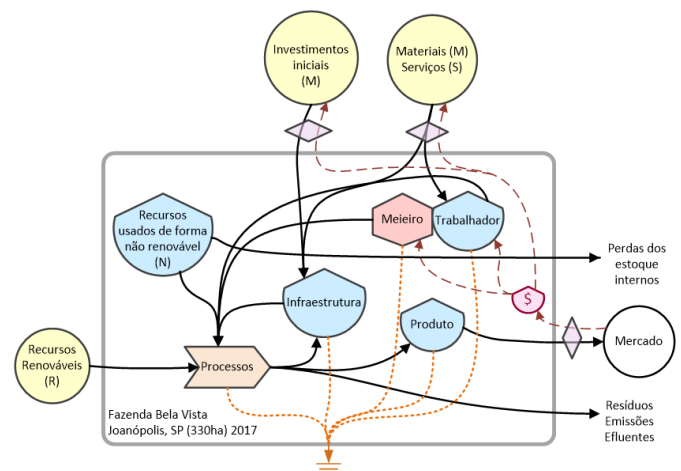 Investimentos
iniciais
(M)
Materiais (M)
Serviços (S)
Recursos
usados de forma
não renovável
(N)
Meieiro
Trabalhador
Perdas dos
estoque
internos
Infraestrutura
$
Produto
Mercado
Recursos
Renováveis
(R)
Processos
Resíduos
Emissões
Efluentes
Fazenda Bela Vista
Joanópolis, SP (330ha) 2017